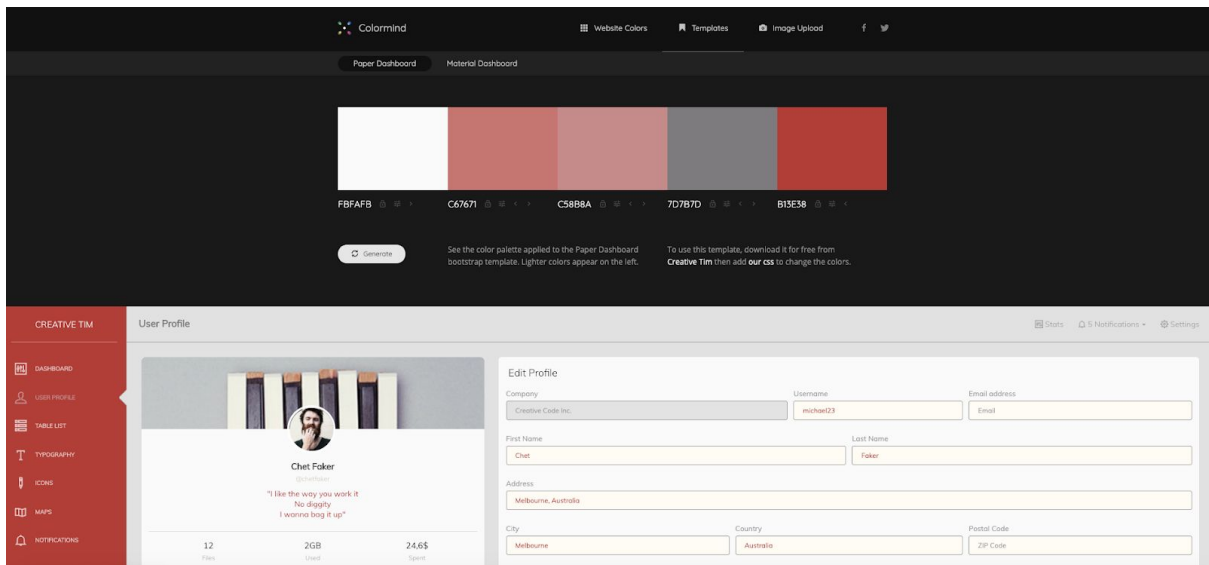 Colormind
Website Colors
Templates
Image Upload
Paper Dashboard
Material Dashboard
FBFAFB
C67671
C58B8A
7D7B7D
B13E38
Generate
See the color palette applied to the Paper Dashboard
bootstrap template. Lighter colors appear on the left.
To use this template, download it for free from
Creative Tim then add our css to change the colors.
CREATIVE TIM
User Profile
Stats
5 Notifications
Settings
DASHBOARD
USER PROFILE
TABLE LIST
TYPOGRAPHY
ICONS
MAPS
NOTIFICATIONS
Chet Faker
@chetfaker
"I like the way you work it
No diggity
I wanna bag it up"
12
Files
2GB
Used
24,6$
Spent
Edit Profile
Company
Creative Code Inc.
Username
michael23
Email address
Email
First Name
Chet
Last Name
Faker
Address
Melbourne, Australia
City
Melbourne
Country
Australia
Postal Code
ZIP Code